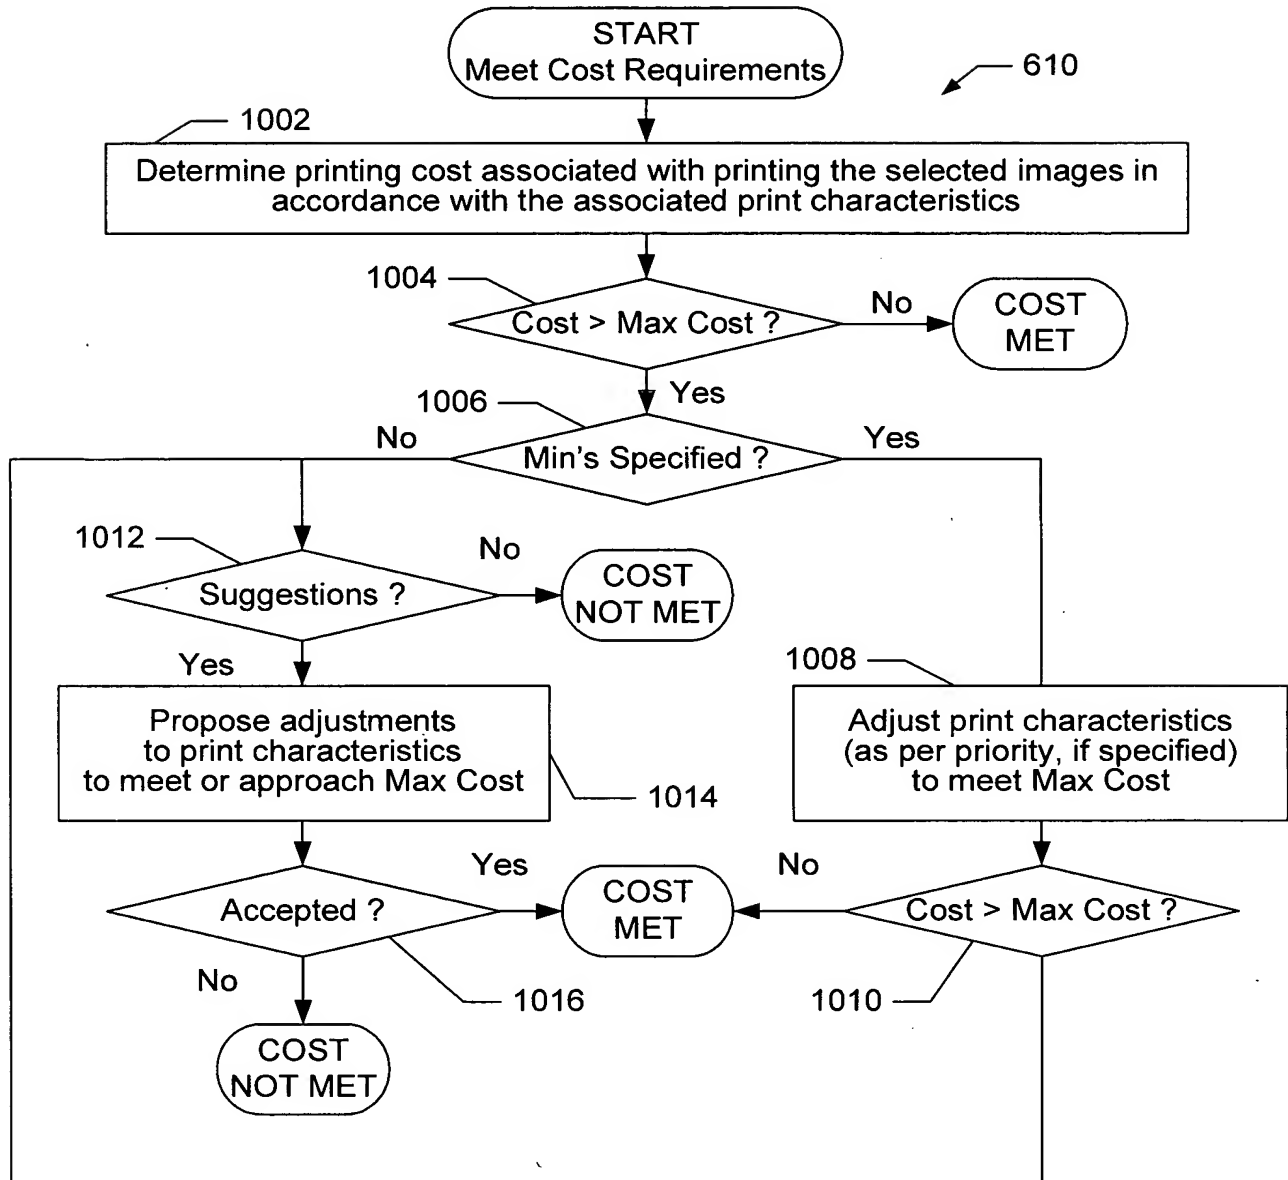 START
Meet Cost Requirements
610
1002
Determine printing cost associated with printing the selected images in
accordance with the associated print characteristics
1004
Cost > Max Cost ?
No
COST
MET
Yes
1006
Min's Specified ?
No
Yes
1012
Suggestions ?
No
COST
NOT MET
Yes
1008
Propose adjustments
to print characteristics
to meet or approach Max Cost
1014
Adjust print characteristics
(as per priority, if specified)
to meet Max Cost
Accepted ?
Yes
COST
MET
No
Cost > Max Cost ?
No
1016
1010
COST
NOT MET